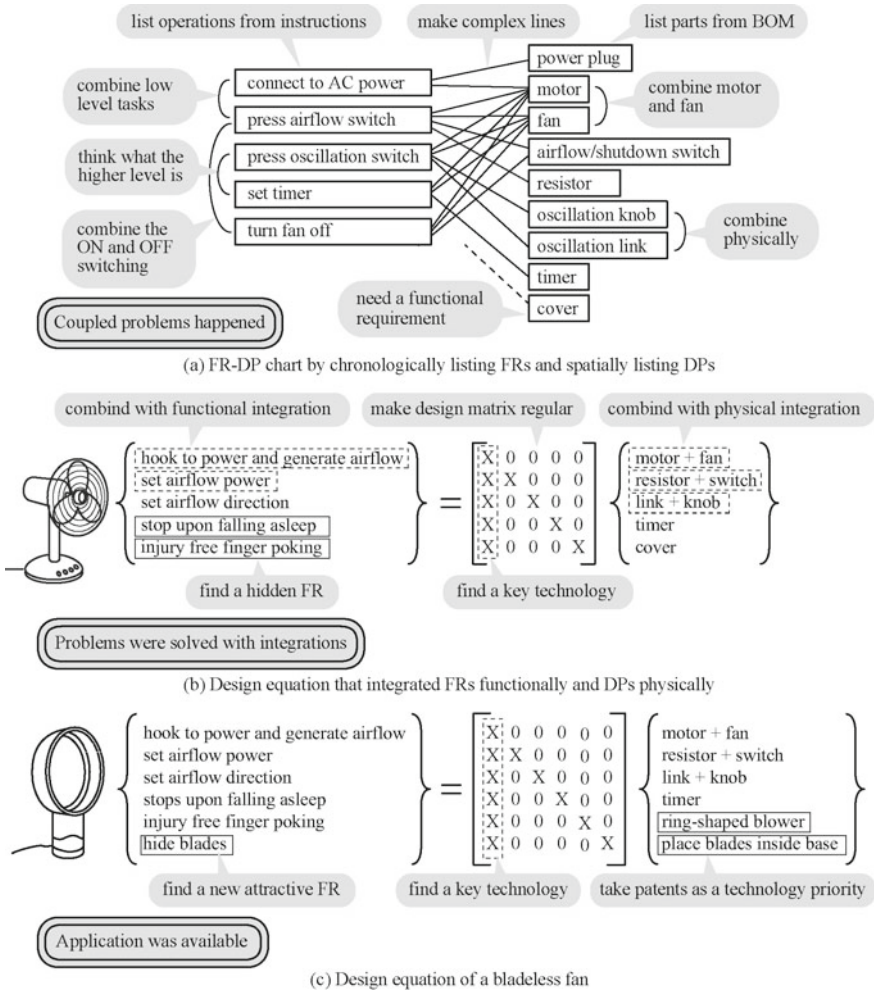 list operations from instructions
make complex lines
list parts from BOM
combine low
level tasks
think what the
higher level is
combine the
ON and OFF
switching
connect to AC power
press airflow switch
press oscillation switch
set timer
turn fan off
power plug
motor
fan
airflow/shutdown switch
resistor
oscillation knob
oscillation link
timer
cover
combine motor
and fan
combine
physically
need a functional
requirement
Coupled problems happened
(a) FR-DP chart by chronologically listing FRs and spatially listing DPs
combind with functional integration
make design matrix regular
combine with physical integration
hook to power and generate airflow
set airflow power
set airflow direction
stop upon falling asleep
injury free finger poking
=
X 0 0 0 0
X X 0 0 0
X 0 X 0 0
X 0 0 X 0
X 0 0 0 X
motor + fan
resistor + switch
link + knob
timer
cover
find a hidden FR
find a key technology
Problems were solved with integrations
(b) Design equation that integrated FRs functionally and DPs physically
hook to power and generate airflow
set airflow power
set airflow direction
stops upon falling asleep
injury free finger poking
hide blades
=
X 0 0 0 0 0
X X 0 0 0 0
X 0 X 0 0 0
X 0 0 X 0 0
X 0 0 0 X 0
X 0 0 0 0 X
motor + fan
resistor + switch
link + knob
timer
ring-shaped blower
place blades inside base
find a new attractive FR
find a key technology
take patents as a technology priority
Application was available
(c) Design equation of a bladeless fan